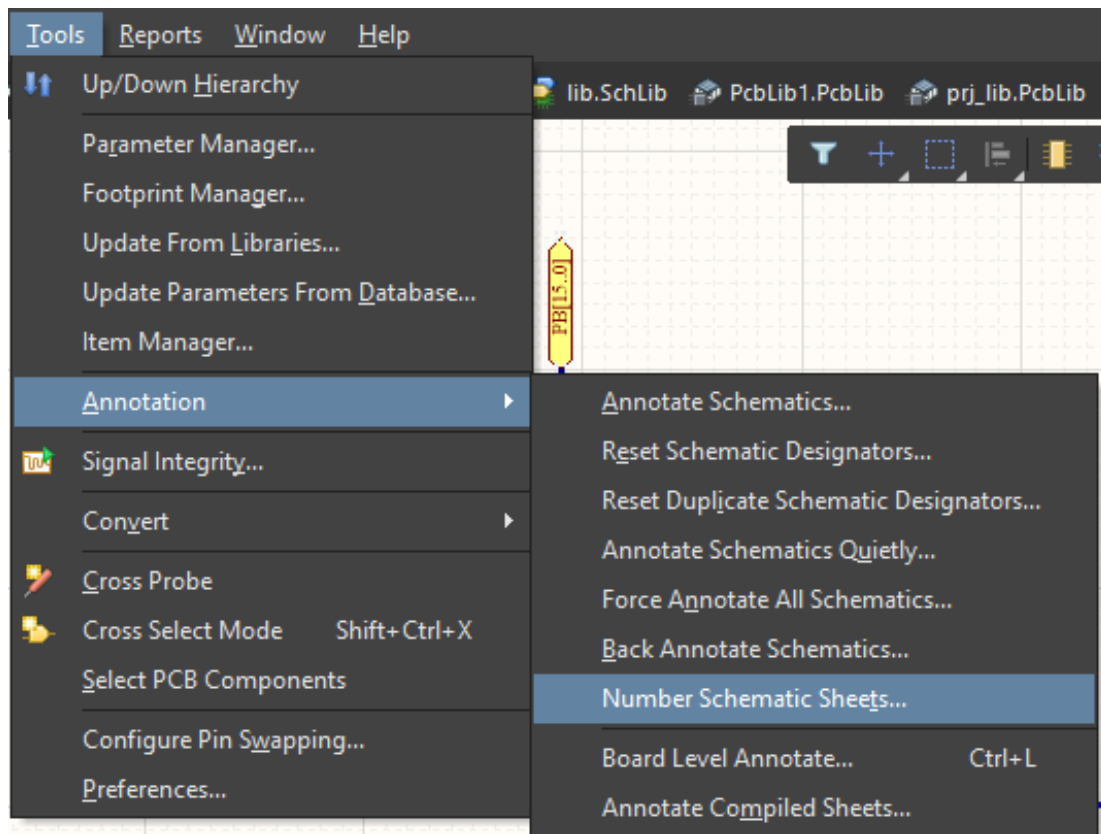 Tools Reports Window Help
Up/Down Hierarchy
lib.SchLib PcbLib1.PcbLib prj_lib.PcbLib
Parameter Manager...
Footprint Manager...
Update From Libraries...
Update Parameters From Database...
Item Manager...
PB[15..0]
Annotation
Signal Integrity...
Convert
Cross Probe
Cross Select Mode Shift+Ctrl+X
Select PCB Components
Configure Pin Swapping...
Preferences...
Annotate Schematics...
Reset Schematic Designators...
Reset Duplicate Schematic Designators...
Annotate Schematics Quietly...
Force Annotate All Schematics...
Back Annotate Schematics...
Number Schematic Sheets...
Board Level Annotate... Ctrl+L
Annotate Compiled Sheets...